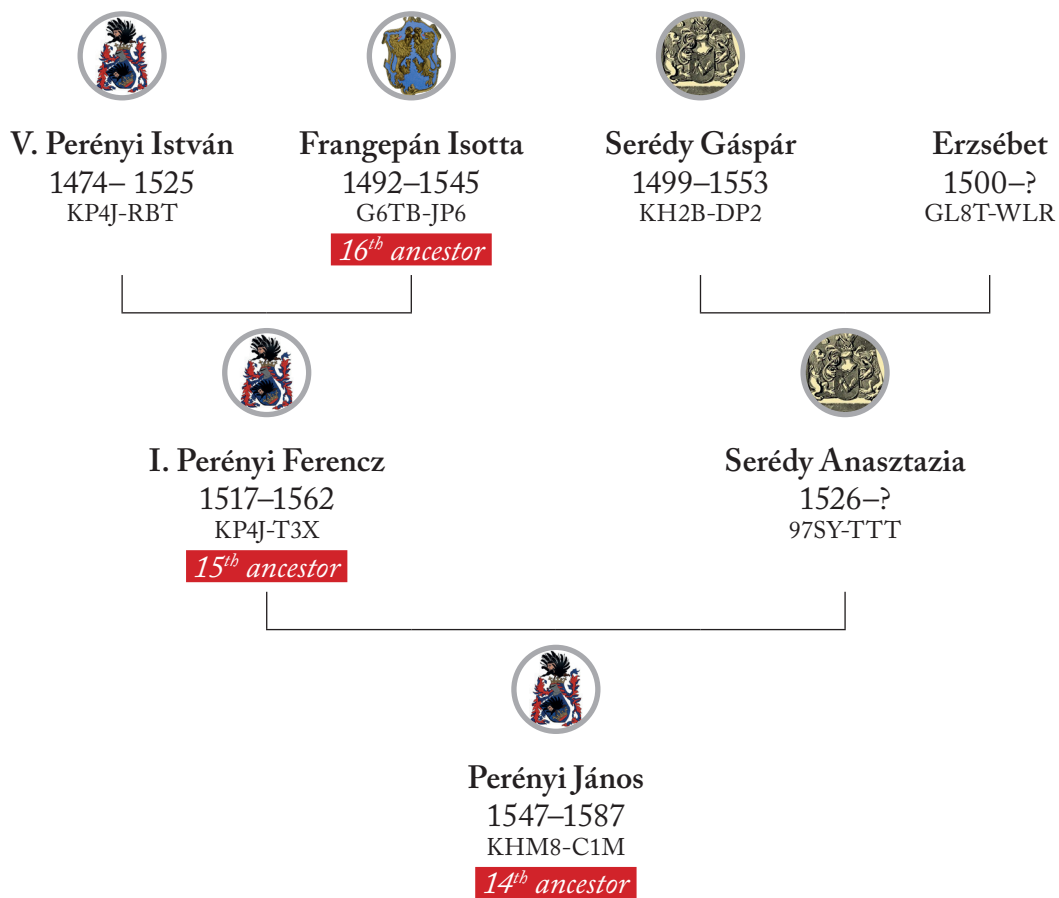 V. Perényi István
1474– 1525
KP4J-RBT
Frangepán Isotta
1492–1545
G6TB-JP6
16th ancestor
Serédy Gáspár
1499–1553
KH2B-DP2
Erzsébet
1500–?
GL8T-WLR
I. Perényi Ferencz
1517–1562
KP4J-T3X
15th ancestor
Serédy Anasztazia
1526–?
97SY-TTT
Perényi János
1547–1587
KHM8-C1M
14th ancestor